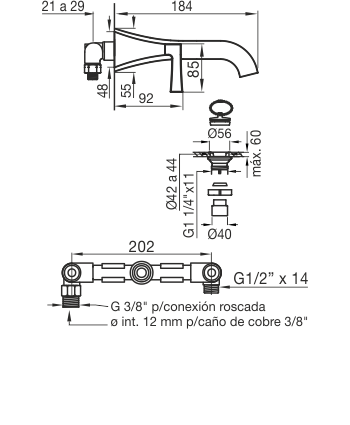 21 a 29
184
48
55
92
85
Ø56
máx. 60
Ø42 a 44
G1 1/4"x11
Ø40
202
G1/2” x 14
G 3/8" p/conexión roscada
ø int. 12 mm p/caño de cobre 3/8"